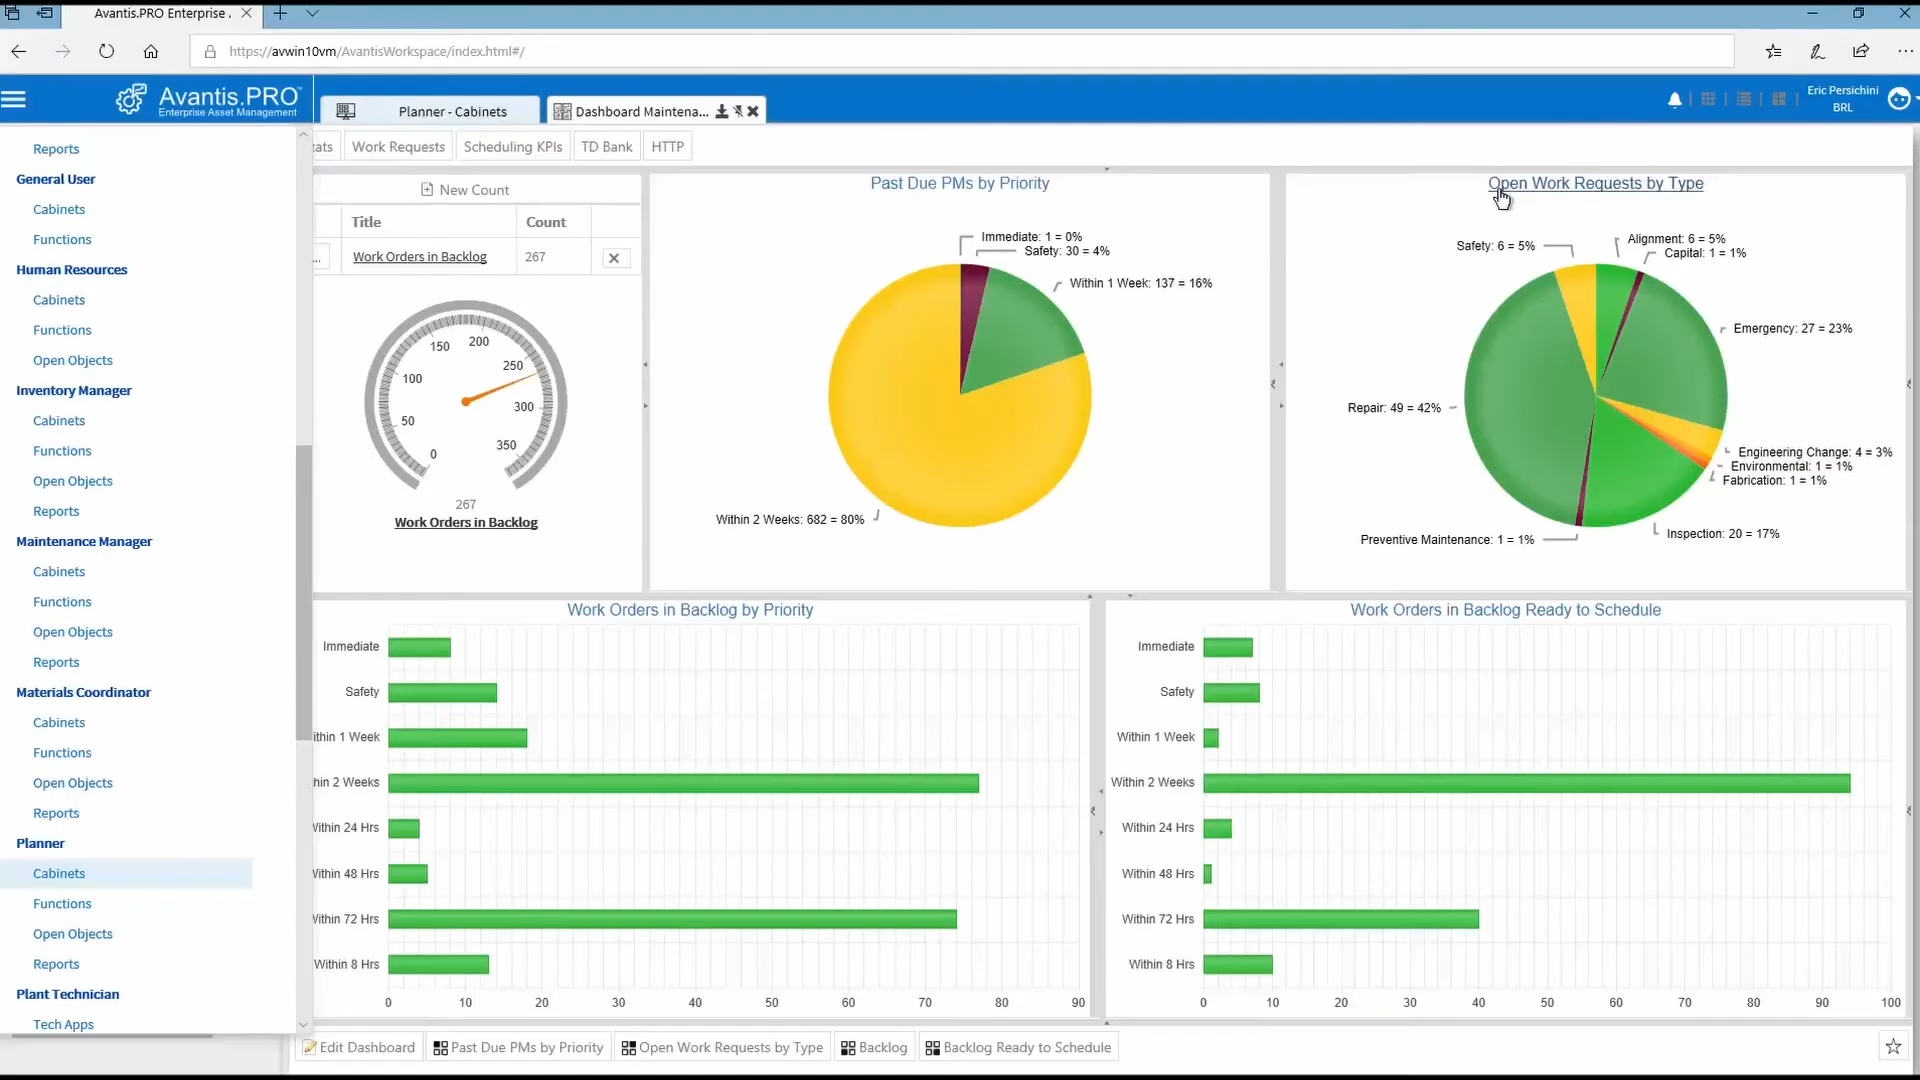 Avantis.PRO Enterprise .
https://avwin10vm/AvantisWorkspace/index.html#/
Avantis.PRO™
Enterprise Asset Management
Planner - Cabinets
Dashboard Maintena...
Eric Persichini
BRL
Reports
General User
Cabinets
Functions
Human Resources
Cabinets
Functions
Open Objects
Inventory Manager
Cabinets
Functions
Open Objects
Reports
Maintenance Manager
Cabinets
Functions
Open Objects
Reports
Materials Coordinator
Cabinets
Functions
Open Objects
Reports
Planner
Cabinets
Functions
Open Objects
Reports
Plant Technician
Tech Apps
tats
Work Requests
Scheduling KPIs
TD Bank
HTTP
New Count
Title
Count
...
Work Orders in Backlog
267
0
50
100
150
200
250
300
350
267
Work Orders in Backlog
Past Due PMs by Priority
Immediate: 1 = 0%
Safety: 30 = 4%
Within 1 Week: 137 = 16%
Within 2 Weeks: 682 = 80%
Open Work Requests by Type
Safety: 6 = 5%
Alignment: 6 = 5%
Capital: 1 = 1%
Emergency: 27 = 23%
Repair: 49 = 42%
Engineering Change: 4 = 3%
Environmental: 1 = 1%
Fabrication: 1 = 1%
Inspection: 20 = 17%
Preventive Maintenance: 1 = 1%
Work Orders in Backlog by Priority
Immediate
Safety
ithin 1 Week
hin 2 Weeks
Within 24 Hrs
Within 48 Hrs
Within 72 Hrs
Within 8 Hrs
0 10 20 30 40 50 60 70 80 90
Work Orders in Backlog Ready to Schedule
Immediate
Safety
Within 1 Week
Within 2 Weeks
Within 24 Hrs
Within 48 Hrs
Within 72 Hrs
Within 8 Hrs
0 10 20 30 40 50 60 70 80 90 100
Edit Dashboard
Past Due PMs by Priority
Open Work Requests by Type
Backlog
Backlog Ready to Schedule